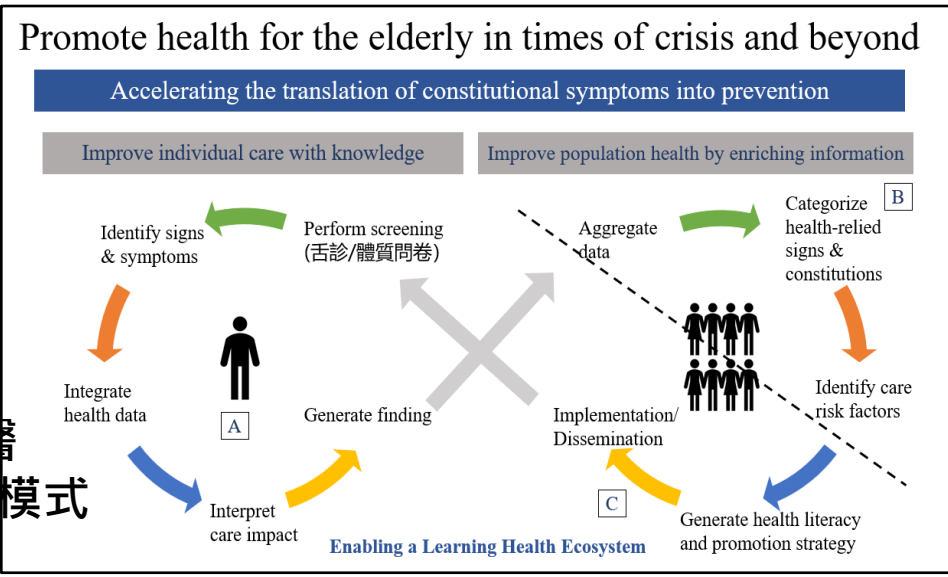 Promote health for the elderly in times of crisis and beyond
Accelerating the translation of constitutional symptoms into prevention
Improve individual care with knowledge
Improve population health by enriching information
Identify signs
& symptoms
Perform screening
(舌診/體質問卷)
Integrate
health data
A
Generate finding
Interpret
care impact
Aggregate
data
B
Categorize
health-relied
signs &
constitutions
Identify care
risk factors
Implementation/
Dissemination
C
Generate health literacy
and promotion strategy
模式
Enabling a Learning Health Ecosystem